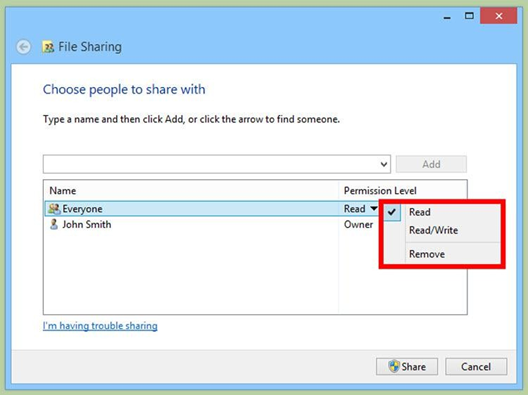 File Sharing
Choose people to share with
Type a name and then click Add, or click the arrow to find someone.
Add
Name Permission Level
Everyone Read
John Smith Owner
Read
Read/Write
Remove
I'm having trouble sharing
Share Cancel